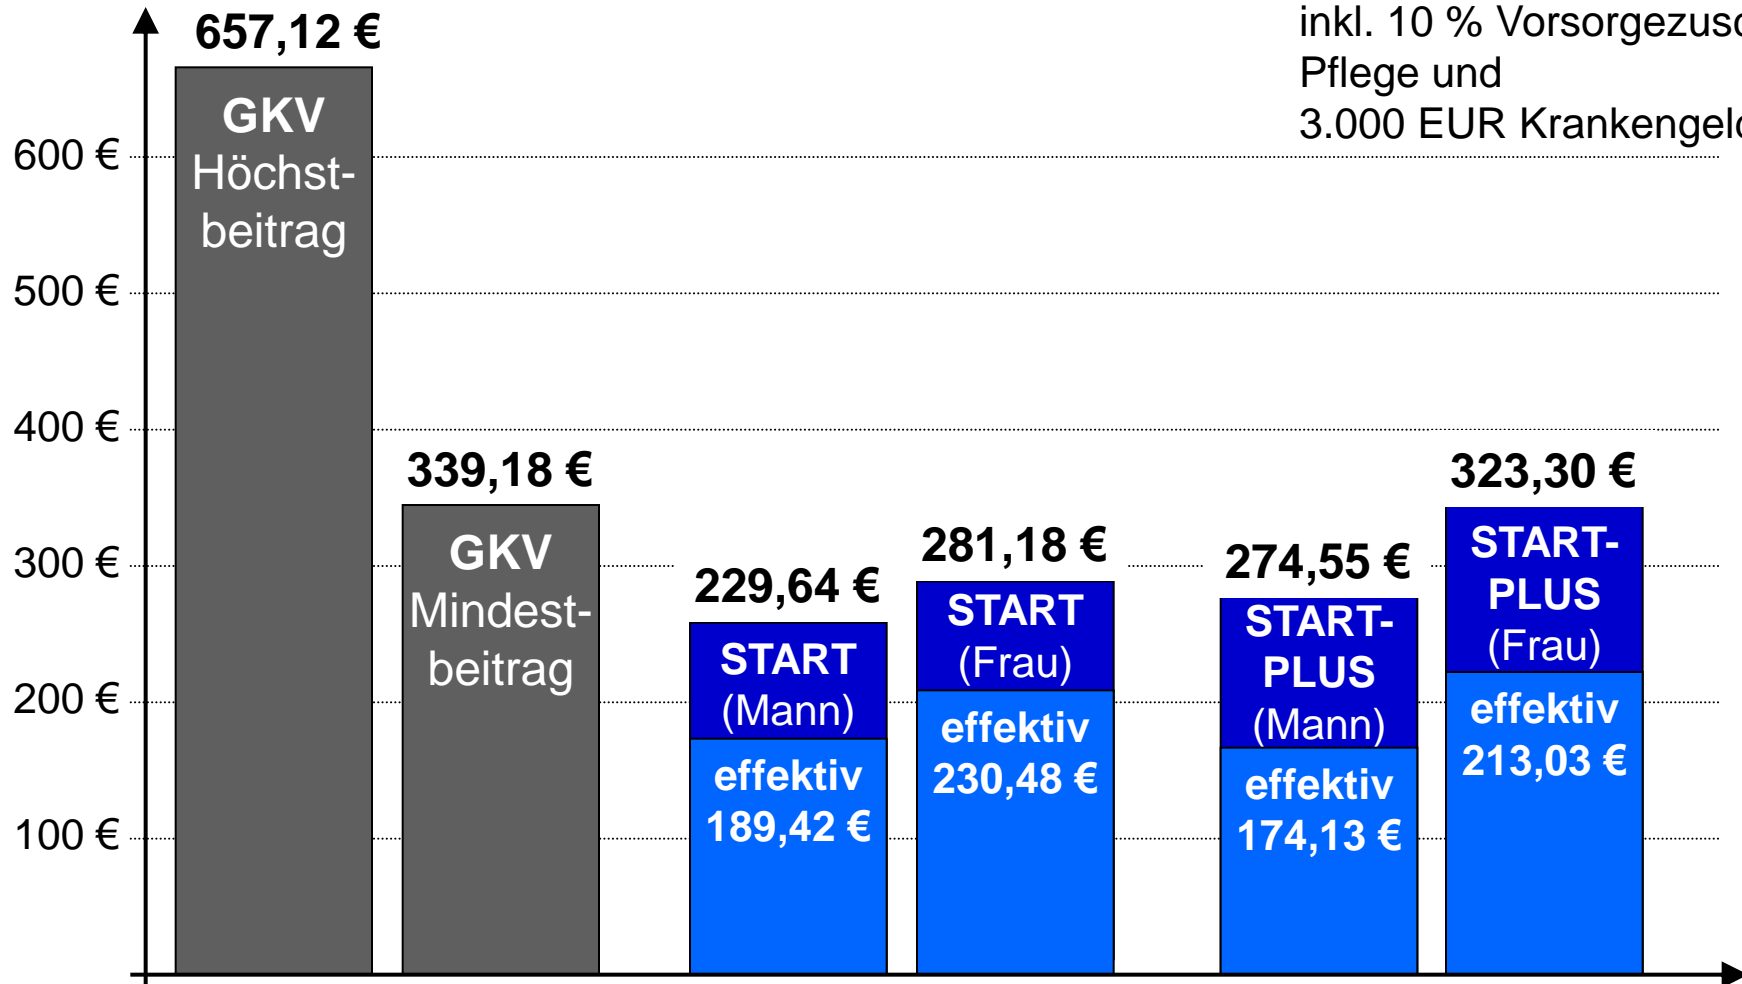 inkl. 10 % Vorsorgezusc
Pflege und
3.000 EUR Krankengeld
657,12 €
GKV
Höchst-
beitrag
600 €
500 €
400 €
300 €
200 €
100 €
339,18 €
GKV
Mindest-
beitrag
229,64 €
START
(Mann)
effektiv
189,42 €
281,18 €
START
(Frau)
effektiv
230,48 €
274,55 €
START-
PLUS
(Mann)
effektiv
174,13 €
323,30 €
START-
PLUS
(Frau)
effektiv
213,03 €